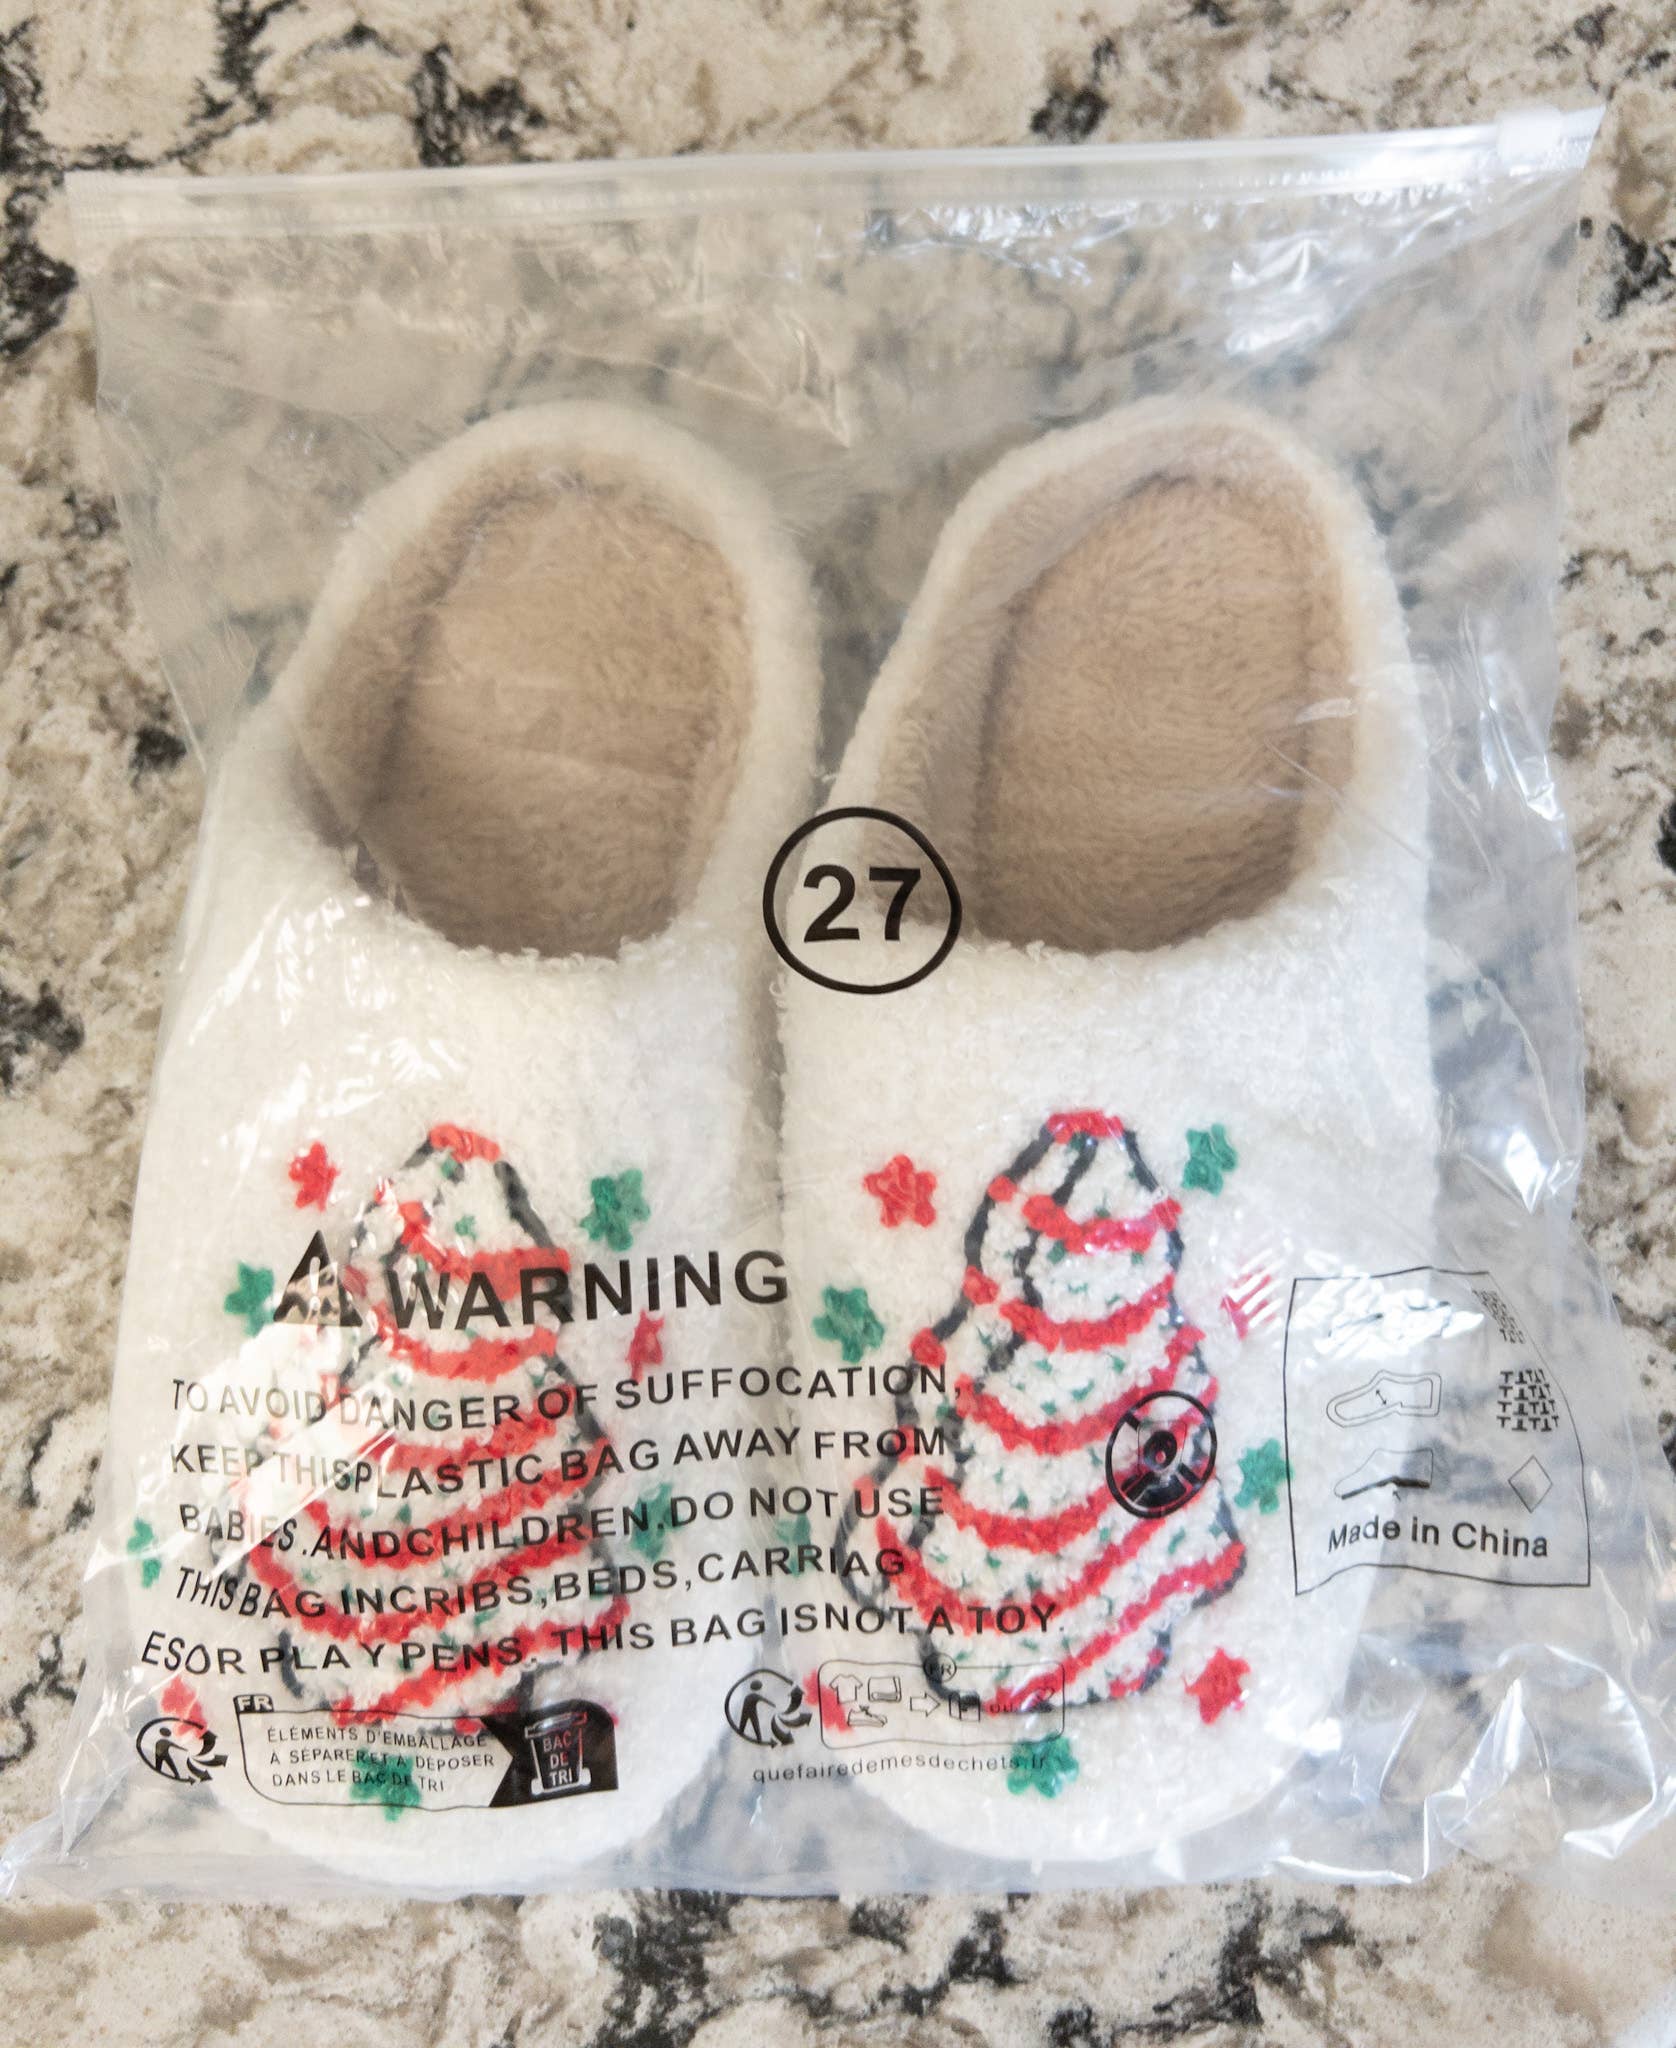 27
WARNING
TO AVOID DANGER OF SUFFOCATION,
KEEP THISPLASTIC BAG AWAY FROM
BABIES.ANDCHILDREN.DO NOT USE
THISBAG INCRIBS,BEDS,CARRIAG
ESOR PLAY PENS. THIS BAG ISNOT A TOY.
Made in China
FR
ÉLÉMENTS D'EMBALLAGE
À SÉPARER ET À DÉPOSER
DANS LE BAC DE TRI
BAC
DE
TRI
FR
OU
quefairedemesdechets.fr